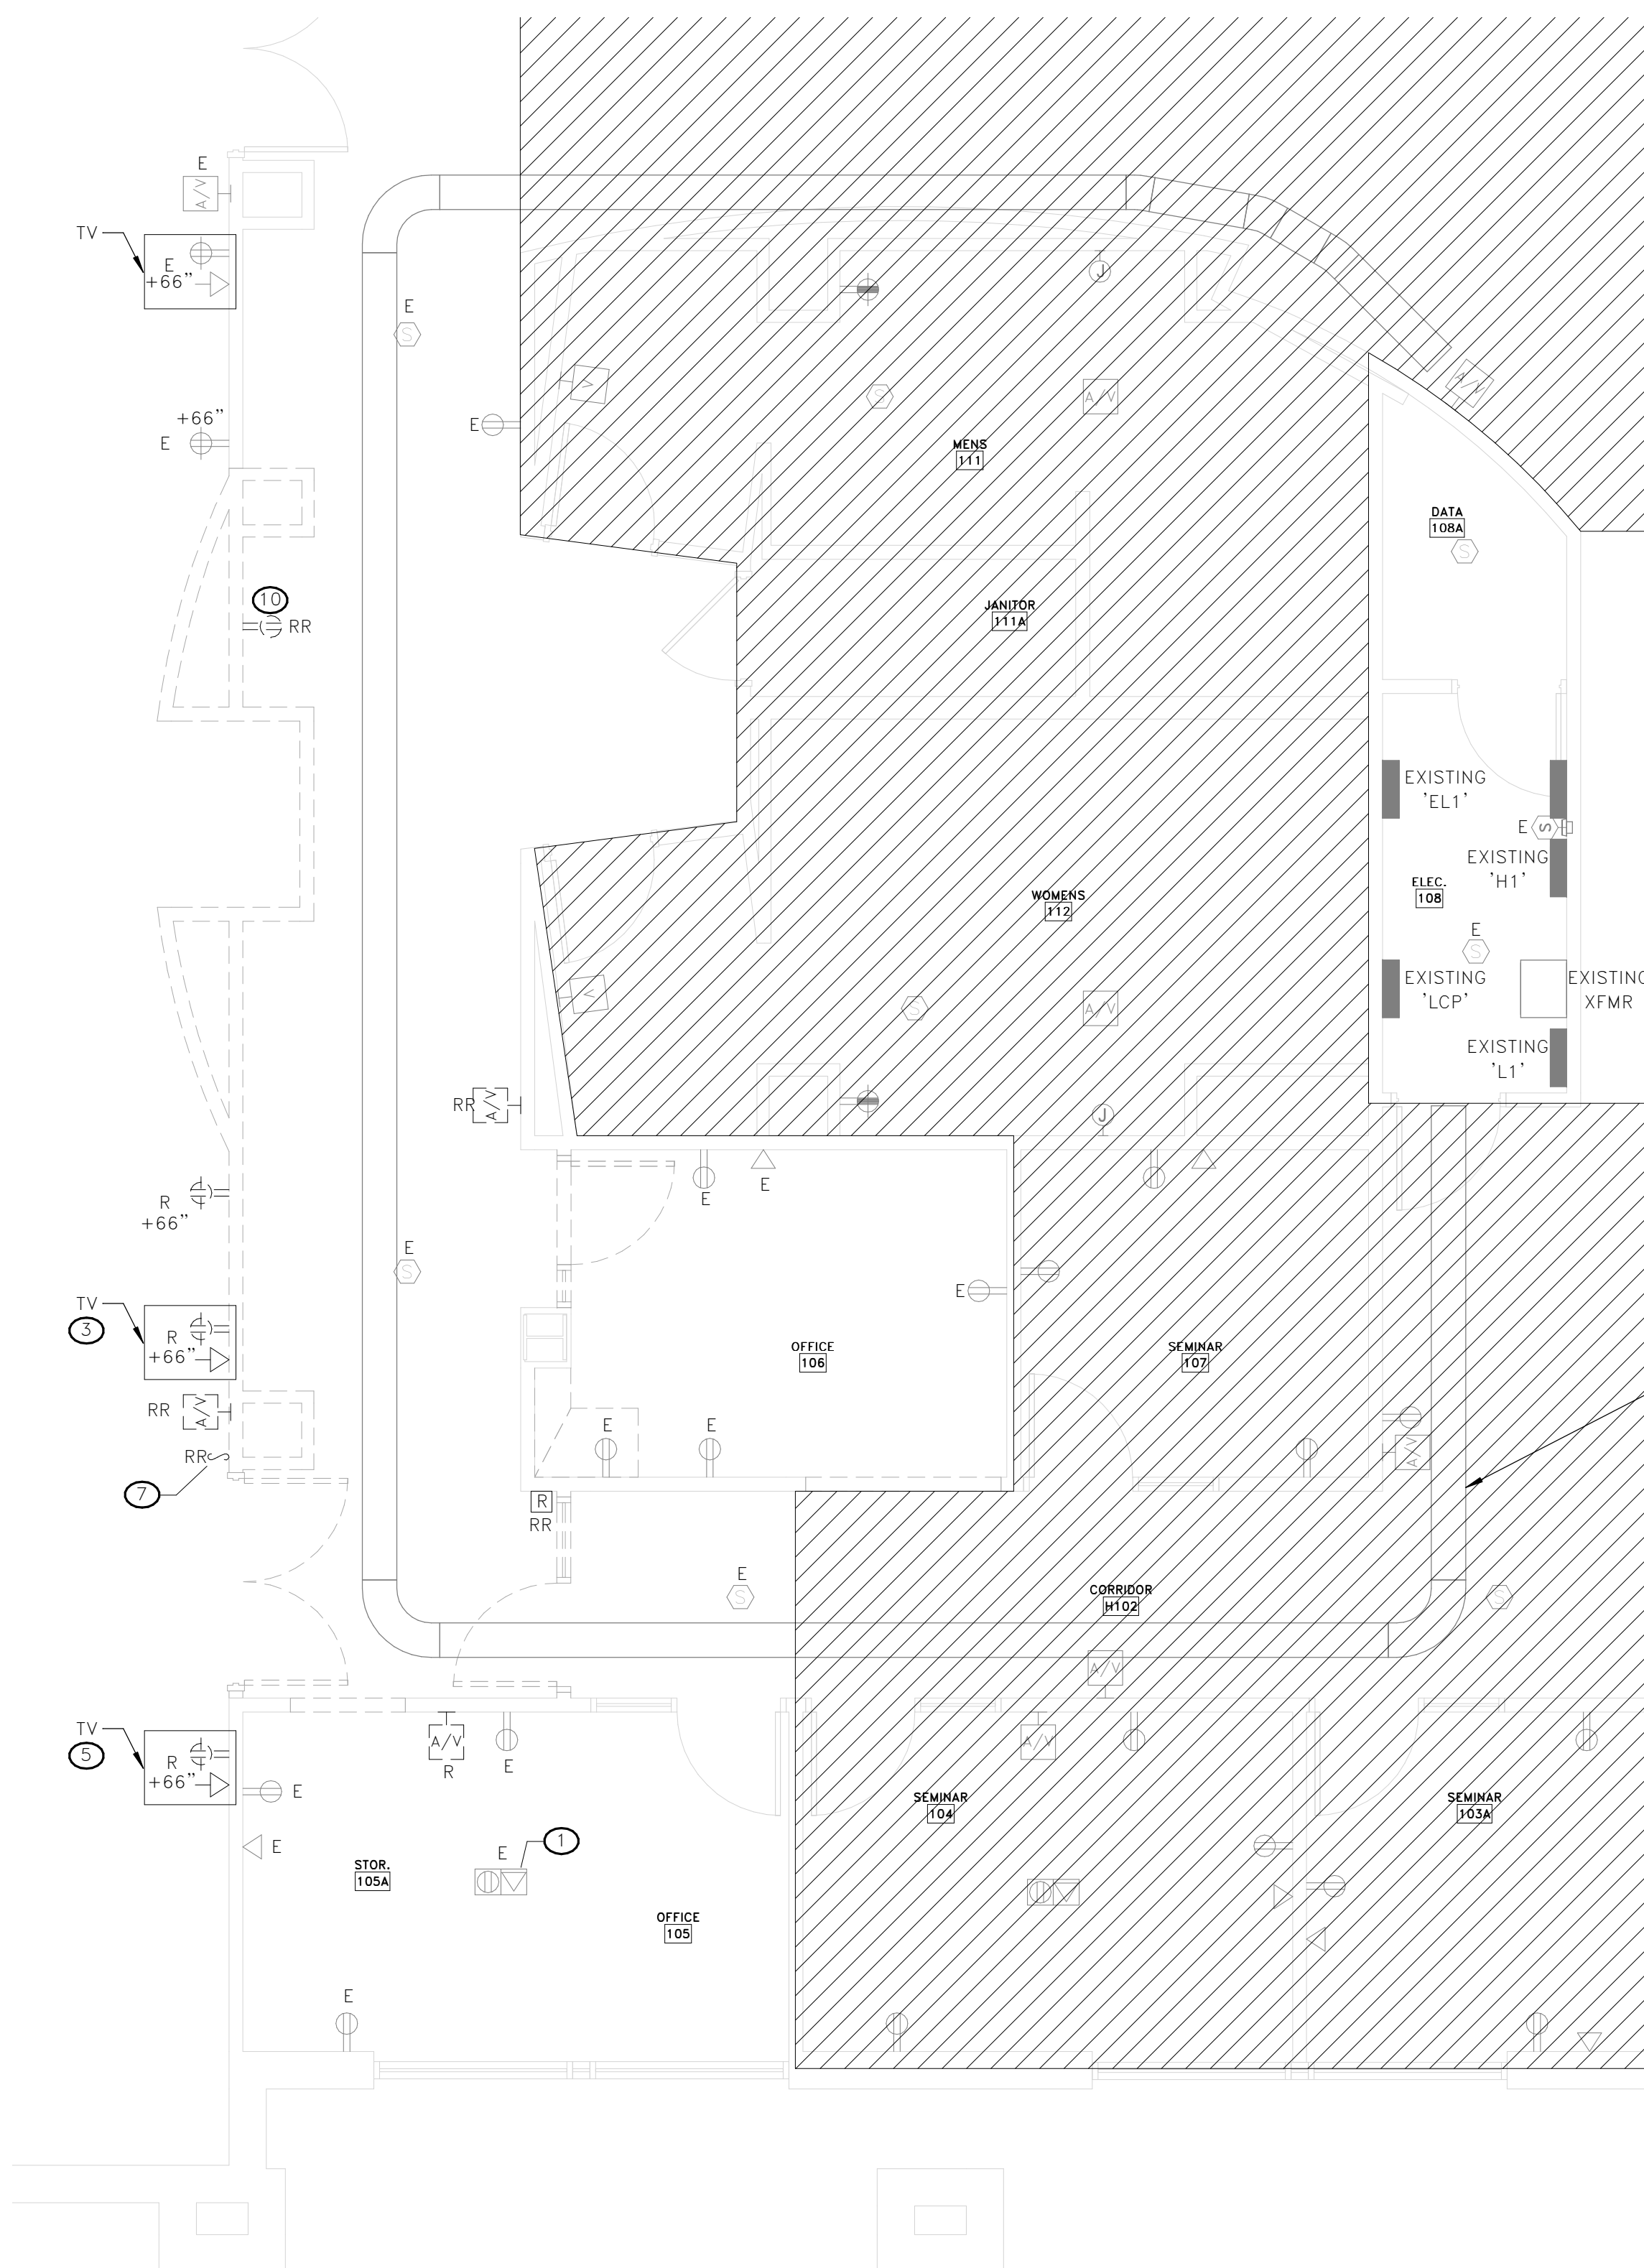 E
A/V
TV
E
+66"
E
S
+66"
E
E
V
S
A/V
J
A/V
MENS
111
DATA
108A
S
10
RR
JANITOR
111A
EXISTING
'EL1'
E
S
EXISTING
'H1'
ELEC.
108
WOMENS
112
E
S
EXISTING
'LCP'
EXISTING
XFMR
V
S
A/V
EXISTING
'L1'
RR
A/V
J
E
E
R
+66"
E
S
E
TV
3
R
+66"
OFFICE
106
SEMINAR
107
RR
A/V
E
E
A/V
RR
7
R
RR
E
S
CORRIDOR
H102
S
A/V
TV
5
R
+66"
A/V
R
E
A/V
E
SEMINAR
104
SEMINAR
103A
E
E
1
STOR.
105A
OFFICE
105
E